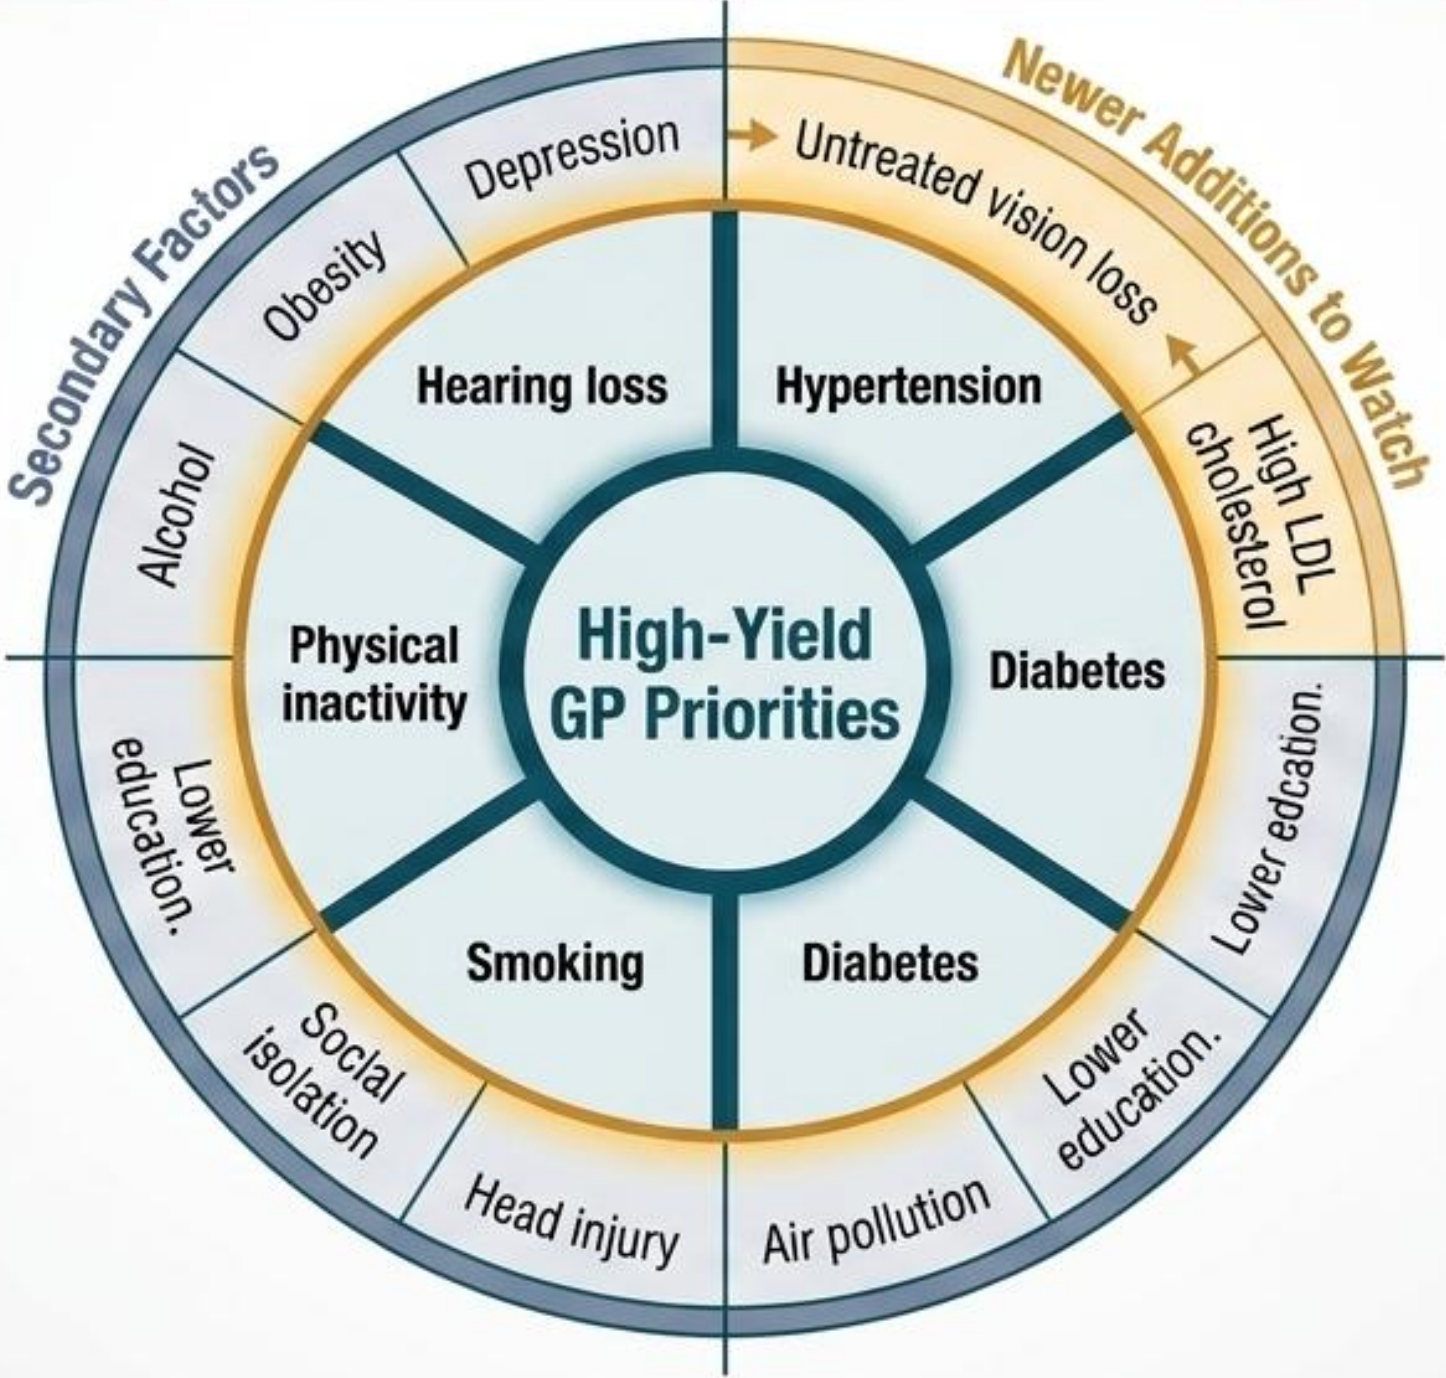 Secondary Factors
Newer Additions to Watch
Depression
Untreated vision loss
Obesity
High LDL
cholesterol
Alcohol
Lower edcation.
Lower
education.
Lower
education.
Air pollution
Head injury
Soclal
isolation
Hearing loss
Hypertension
Physical
inactivity
Diabetes
Smoking
Diabetes
High-Yield
GP Priorities